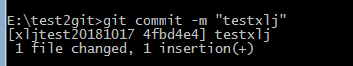 E:\test2git>git commit -m "testxlj"
[xljtest20181017 4fbd4e4] testxlj
 1 file changed, 1 insertion(+)